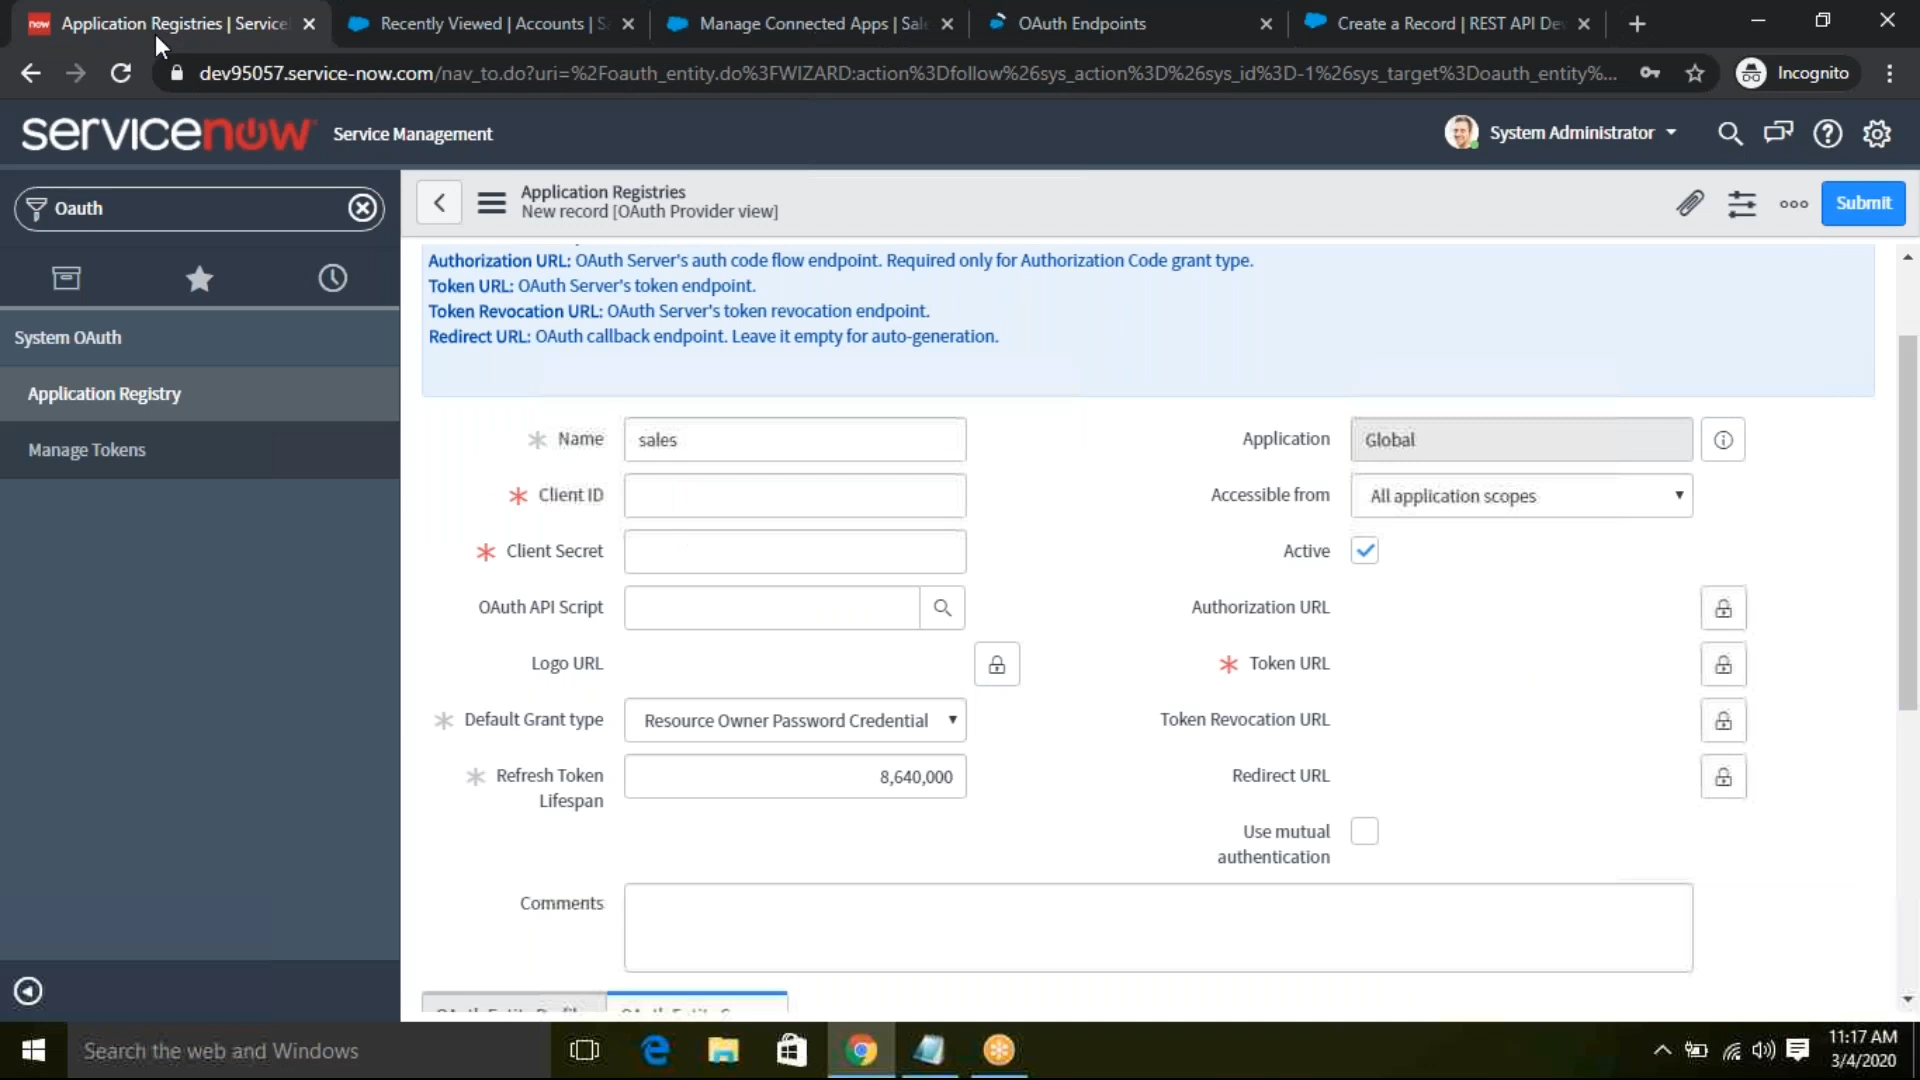 now Application Registries | Service
Recently Viewed | Accounts | Sa
Manage Connected Apps | Sal
OAuth Endpoints
Create a Record | REST API De
dev95057.service-now.com/nav_to.do?uri=%2Foauth_entity.do%3FWIZARD:action%3Dfollow%26sys_action%3D%26sys_id%3D-1%26sys_target%3Doauth_entity%...
Incognito
servicenow Service Management
System Administrator
Oauth
Application Registries
New record [OAuth Provider view]
Submit
System OAuth
Application Registry
Manage Tokens
Authorization URL: OAuth Server's auth code flow endpoint. Required only for Authorization Code grant type.
Token URL: OAuth Server's token endpoint.
Token Revocation URL: OAuth Server's token revocation endpoint.
Redirect URL: OAuth callback endpoint. Leave it empty for auto-generation.
Name sales
Application Global
Client ID
Accessible from All application scopes
Client Secret
Active
OAuth API Script
Authorization URL
Logo URL
Token URL
Default Grant type Resource Owner Password Credential
Token Revocation URL
Refresh Token
Lifespan
8,640,000
Redirect URL
Use mutual
authentication
Comments
Search the web and Windows
11:17 AM
3/4/2020